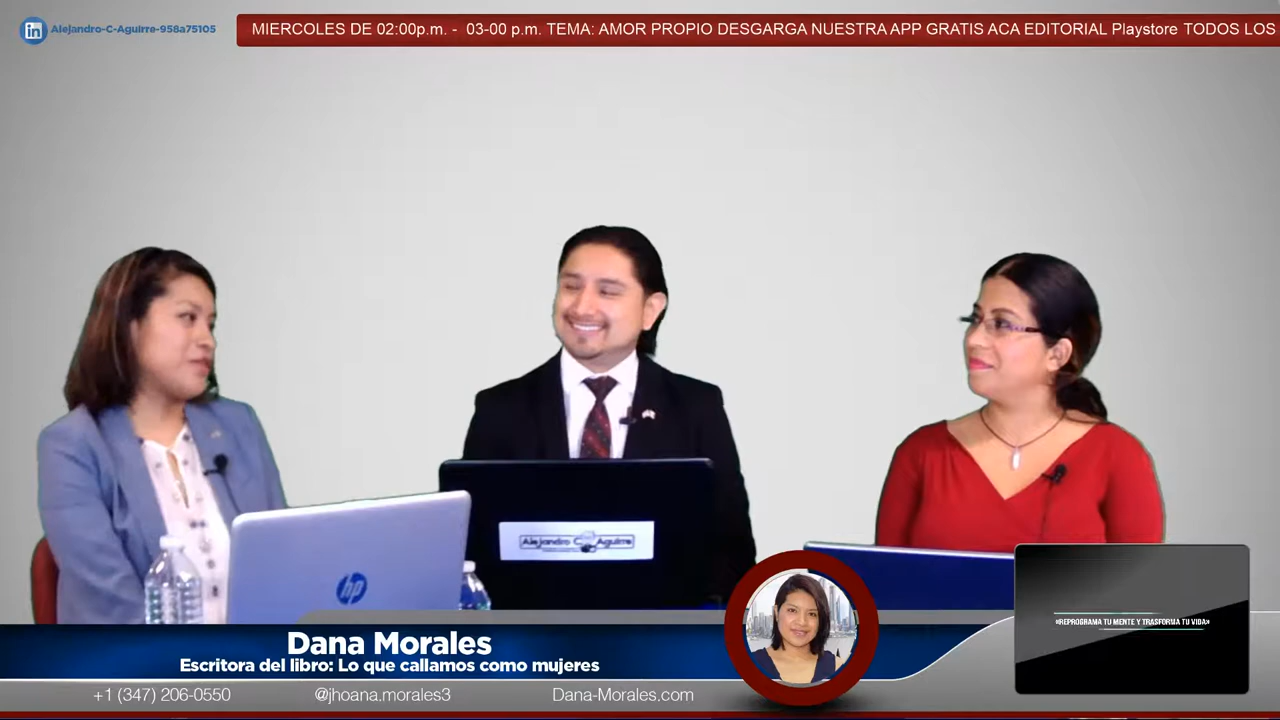 in Alejandro-C-Aguirre-958a75105
MIERCOLES DE 02:00p.m. - 03-00 p.m. TEMA: AMOR PROPIO DESGARGA NUESTRA APP GRATIS ACA EDITORIAL Playstore TODOS LOS
Alejandro C. Aguirre
hp
«REPROGRAMA TU MENTE Y TRASFORMA TU VIDA»
Dana Morales
Escritora del libro: Lo que callamos como mujeres
+1 (347) 206-0550 @jhoana.morales3 Dana-Morales.com